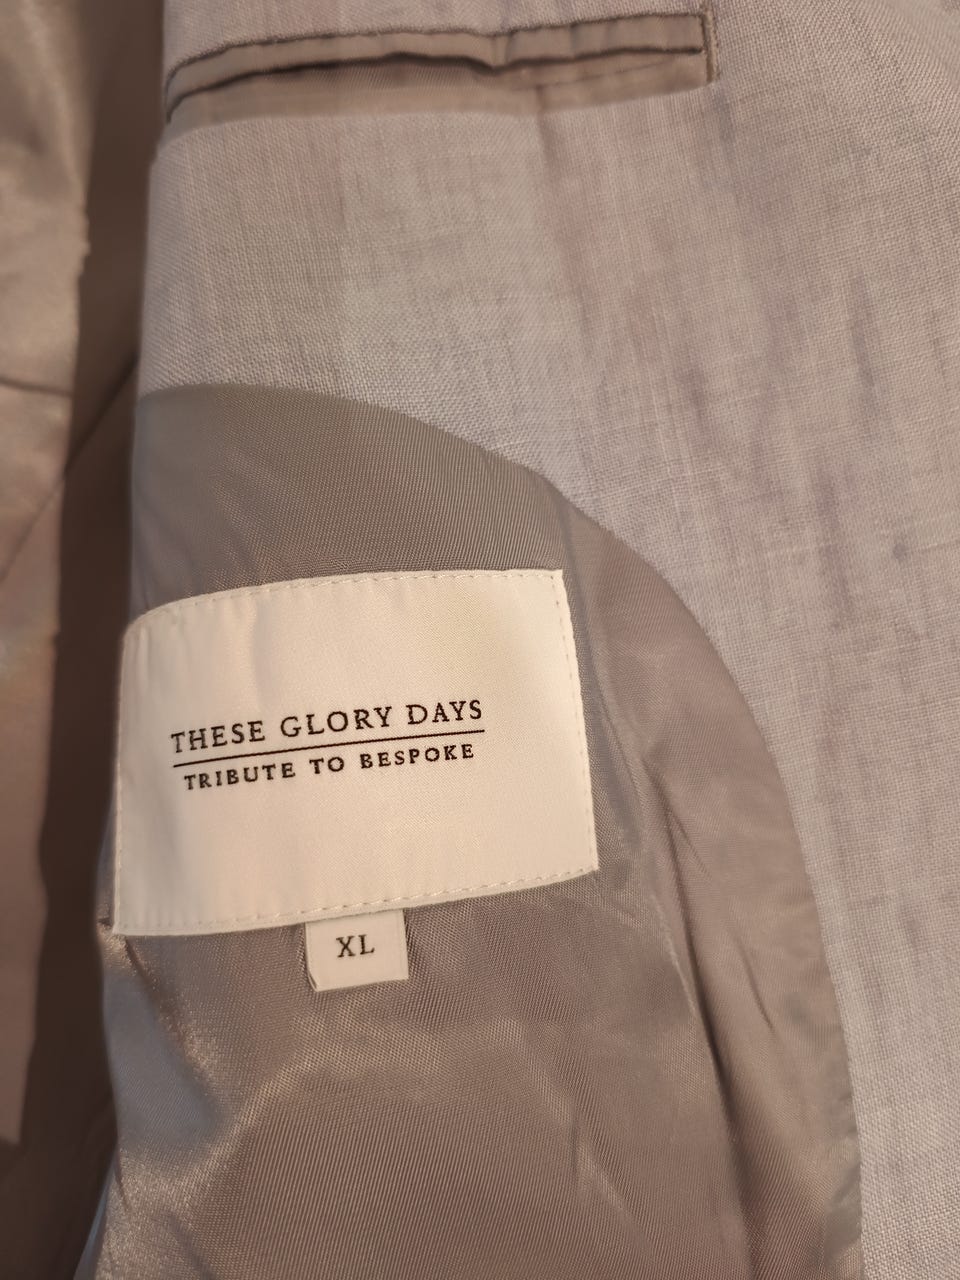 THESE GLORY DAYS
TRIBUTE TO BESPOKE
XL